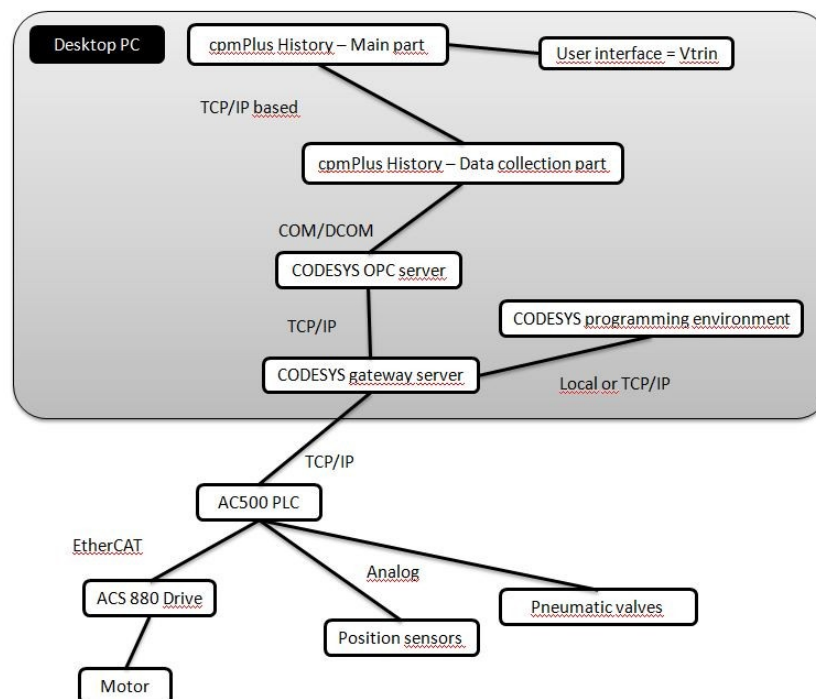 Desktop PC
cpmPlus History – Main part
User interface = Vtrin
TCP/IP based
cpmPlus History – Data collection part
COM/DCOM
CODESYS OPC server
CODESYS programming environment
TCP/IP
CODESYS gateway server
Local or TCP/IP
TCP/IP
AC500 PLC
EtherCAT
Analog
ACS 880 Drive
Pneumatic valves
Position sensors
Motor